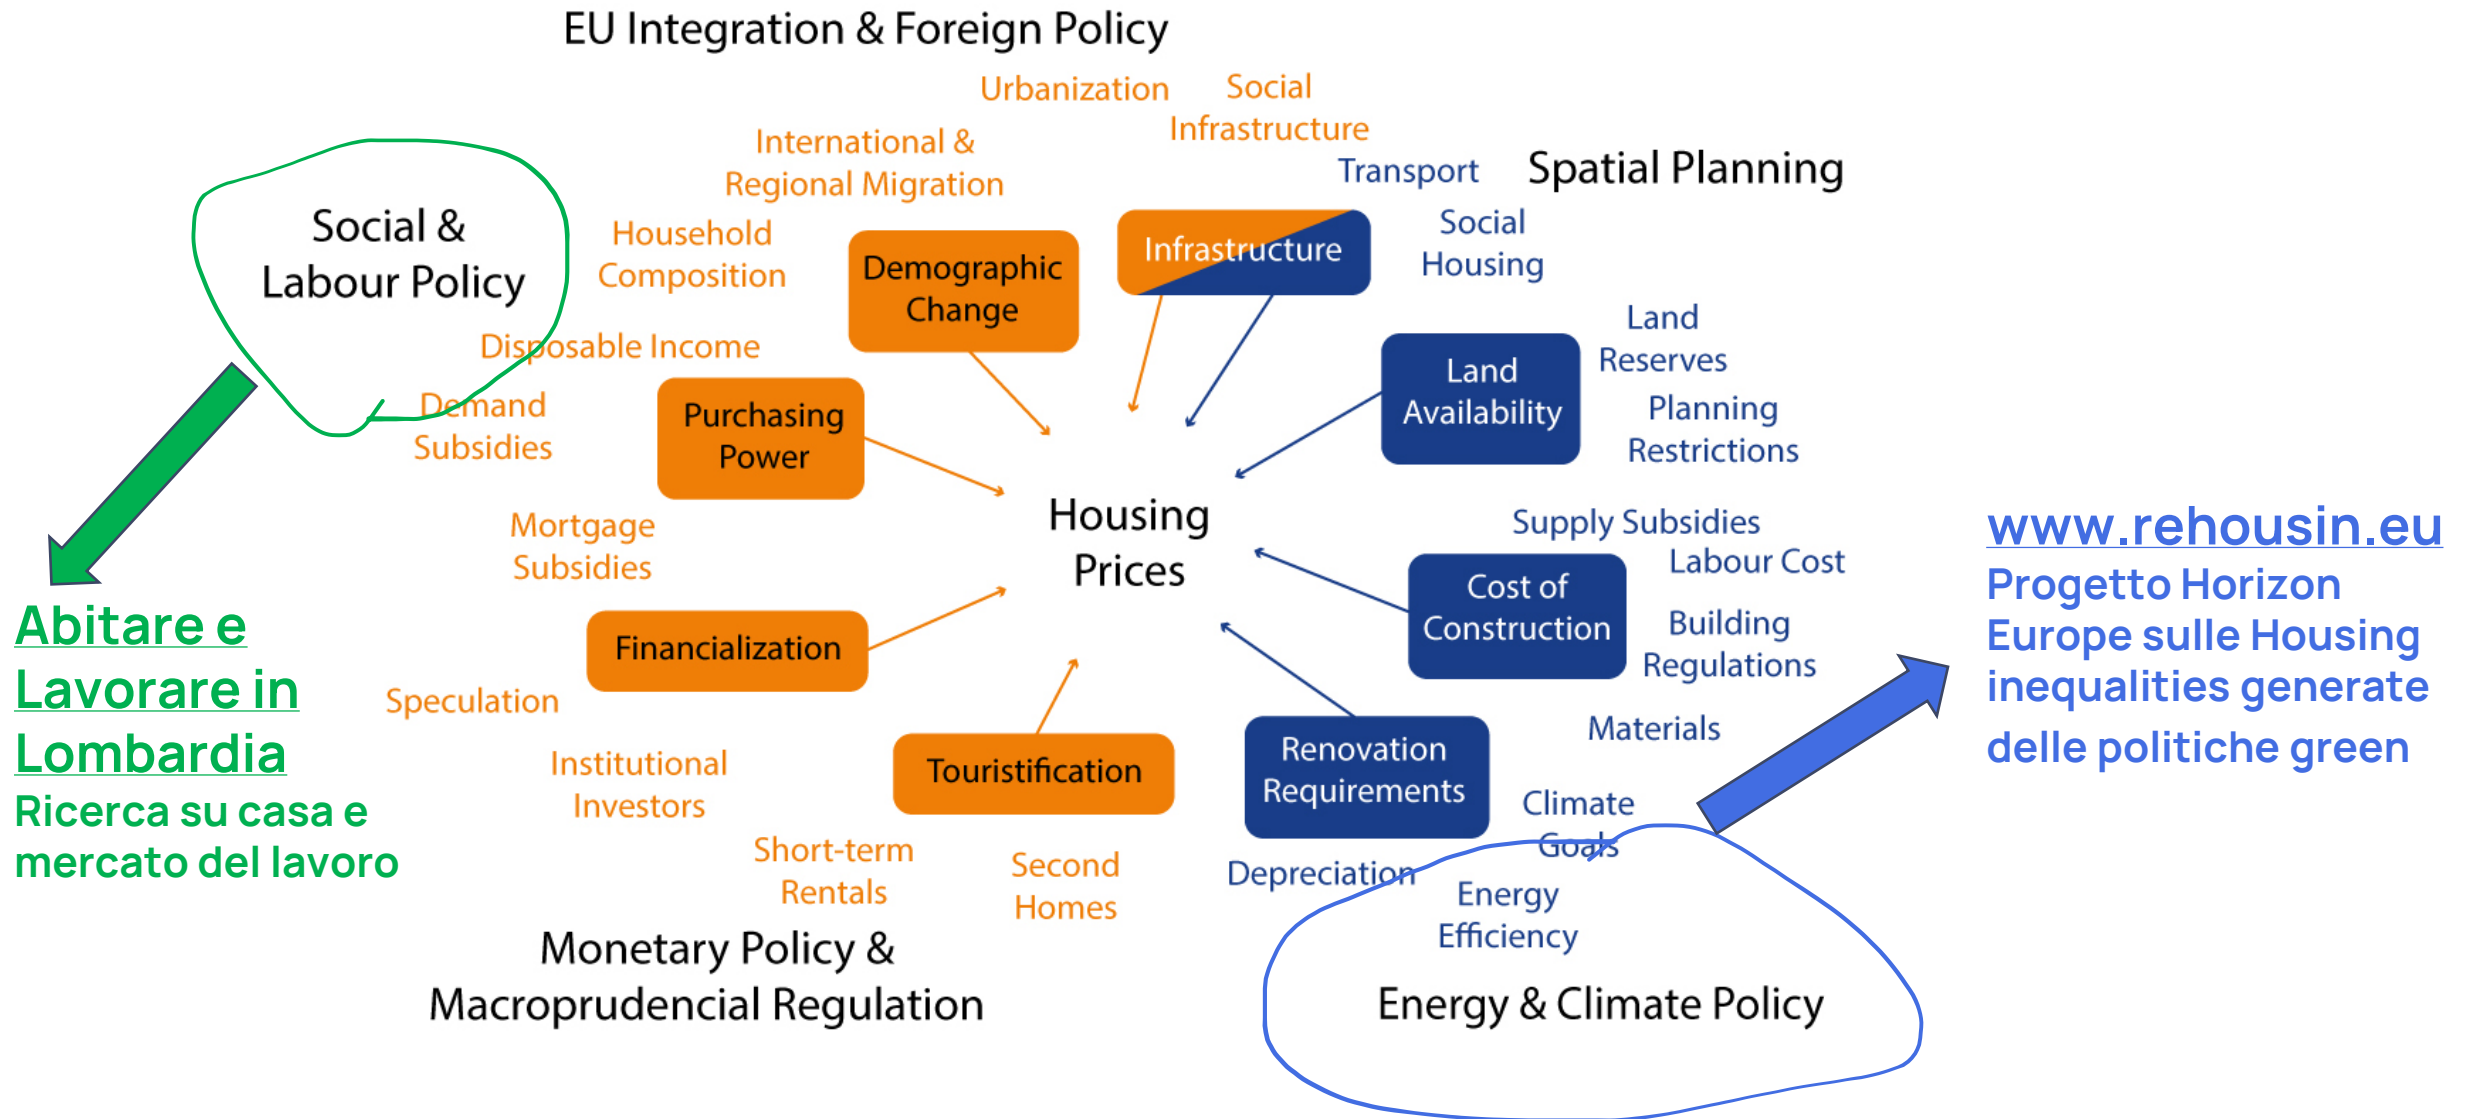 EU Integration & Foreign Policy
Urbanization
Social
Infrastructure
International &
Regional Migration
Transport
Spatial Planning
Social &
Labour Policy
Household
Composition
Demographic
Change
Infrastructure
Social
Housing
Disposable Income
Land
Reserves
Demand
Subsidies
Purchasing
Power
Land
Availability
Planning
Restrictions
Mortgage
Subsidies
Housing
Prices
Supply Subsidies
Labour Cost
Cost of
Construction
Building
Regulations
Financialization
Speculation
Materials
Institutional
Investors
Touristification
Renovation
Requirements
Climate
Goals
Short-term
Rentals
Second
Homes
Depreciation
Energy
Efficiency
Monetary Policy &
Macroprudencial Regulation
Energy & Climate Policy
Abitare e
Lavorare in
Lombardia
Ricerca su casa e
mercato del lavoro
www.rehousin.eu
Progetto Horizon
Europe sulle Housing
inequalities generate
delle politiche green